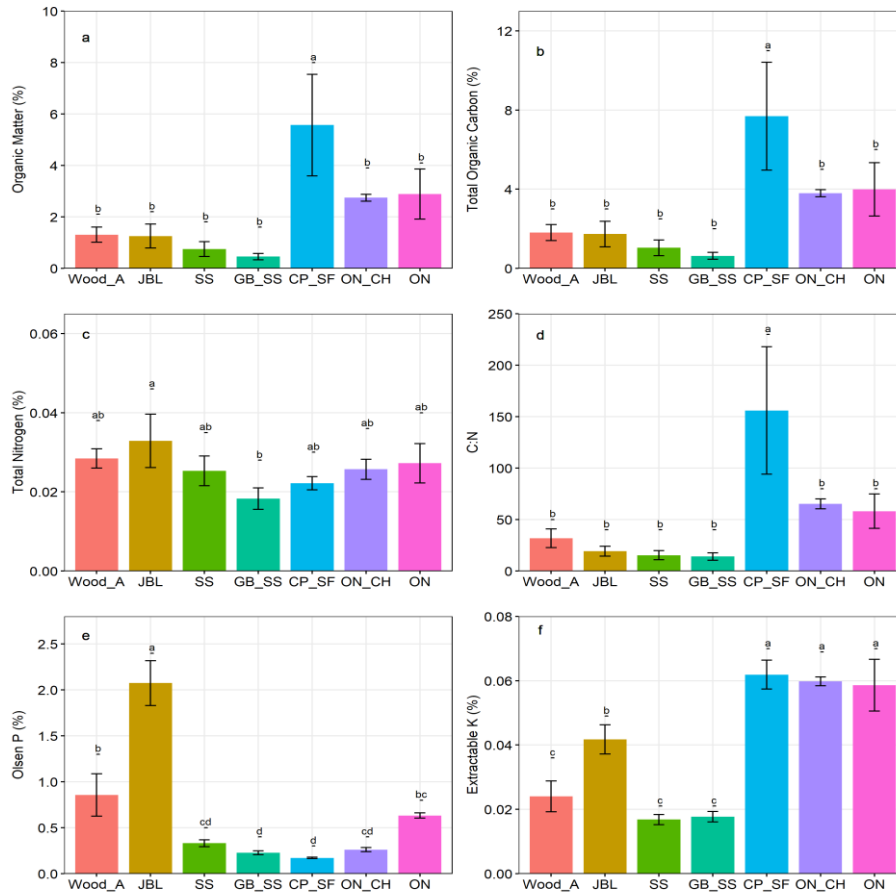 a
Organic Matter (%)
10
8
6
4
2
0
b
b
b
b
a
b
b
Wood_A JBL SS GB_SS CP_SF ON_CH ON
b
Total Organic Carbon (%)
12
8
4
0
b
b
b
b
a
b
b
Wood_A JBL SS GB_SS CP_SF ON_CH ON
c
Total Nitrogen (%)
0.06
0.04
0.02
0.00
ab
a
ab
b
ab
ab
ab
Wood_A JBL SS GB_SS CP_SF ON_CH ON
d
C:N
250
200
150
100
50
0
b
b
b
b
a
b
b
Wood_A JBL SS GB_SS CP_SF ON_CH ON
e
Olsen P (%)
2.5
2.0
1.5
1.0
0.5
0.0
b
a
cd
d
d
cd
bc
Wood_A JBL SS GB_SS CP_SF ON_CH ON
f
Extractable K (%)
0.08
0.06
0.04
0.02
0.00
c
b
c
c
a
a
a
Wood_A JBL SS GB_SS CP_SF ON_CH ON